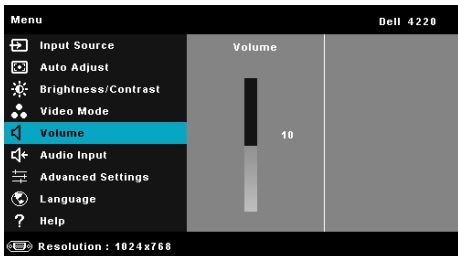 Menu Dell 4220
Input Source Volume
Auto Adjust
Brightness/Contrast
Video Mode
Volume 10
Audio Input
Advanced Settings
Language
? Help
Resolution : 1024x768